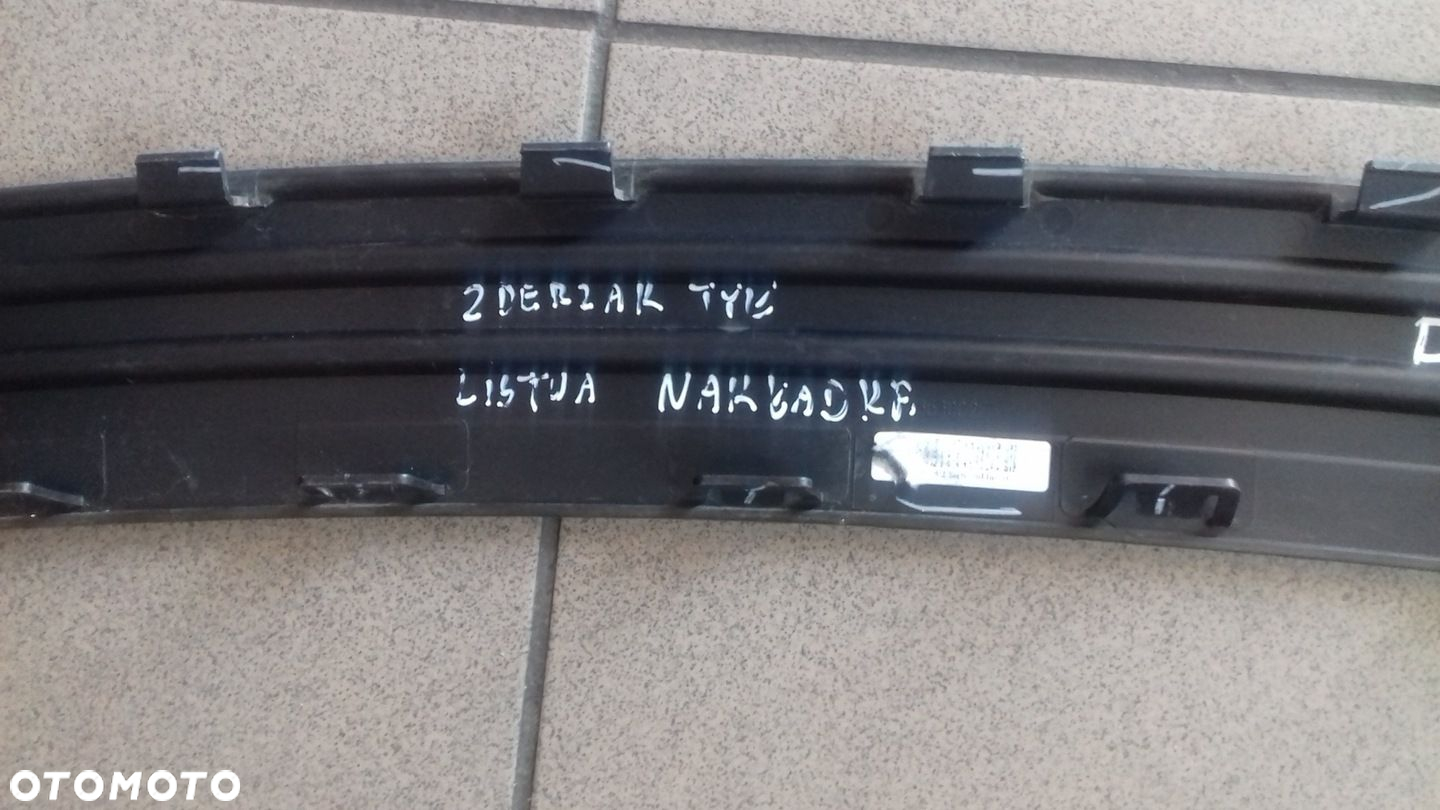 ZDERZAK TYŁ
LISTWA NAKŁADKA
D
OTOMOTO